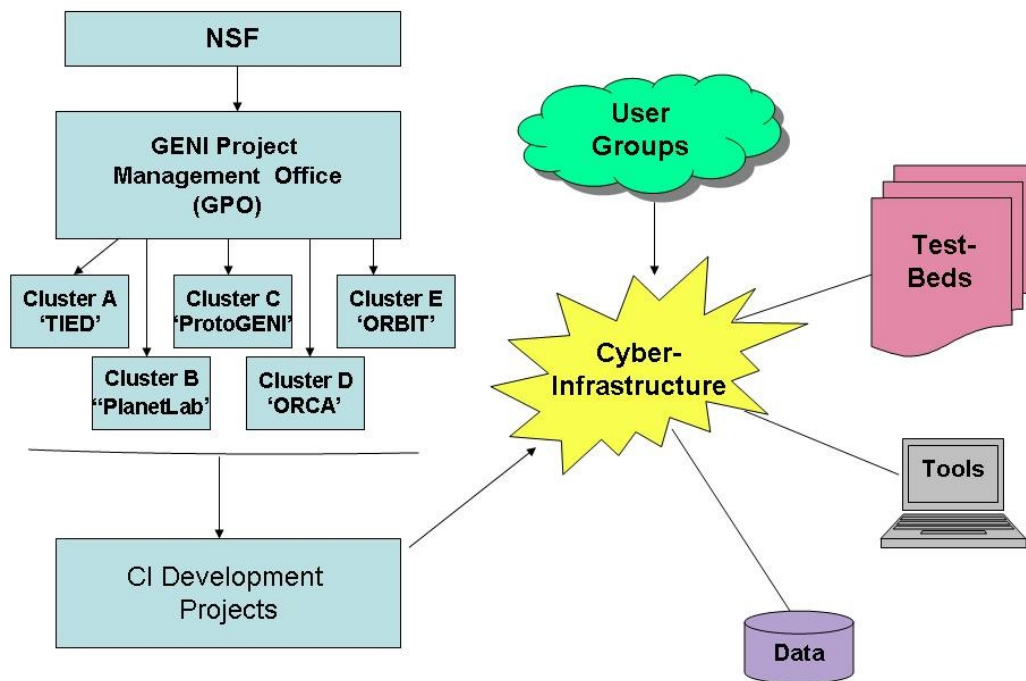 NSF
GENI Project
Management Office
(GPO)
Cluster A
‘TIED’
Cluster C
‘ProtoGENI’
Cluster E
‘ORBIT’
Cluster B
“PlanetLab’
Cluster D
‘ORCA’
CI Development
Projects
User
Groups
Cyber-
Infrastructure
Test-
Beds
Tools
Data